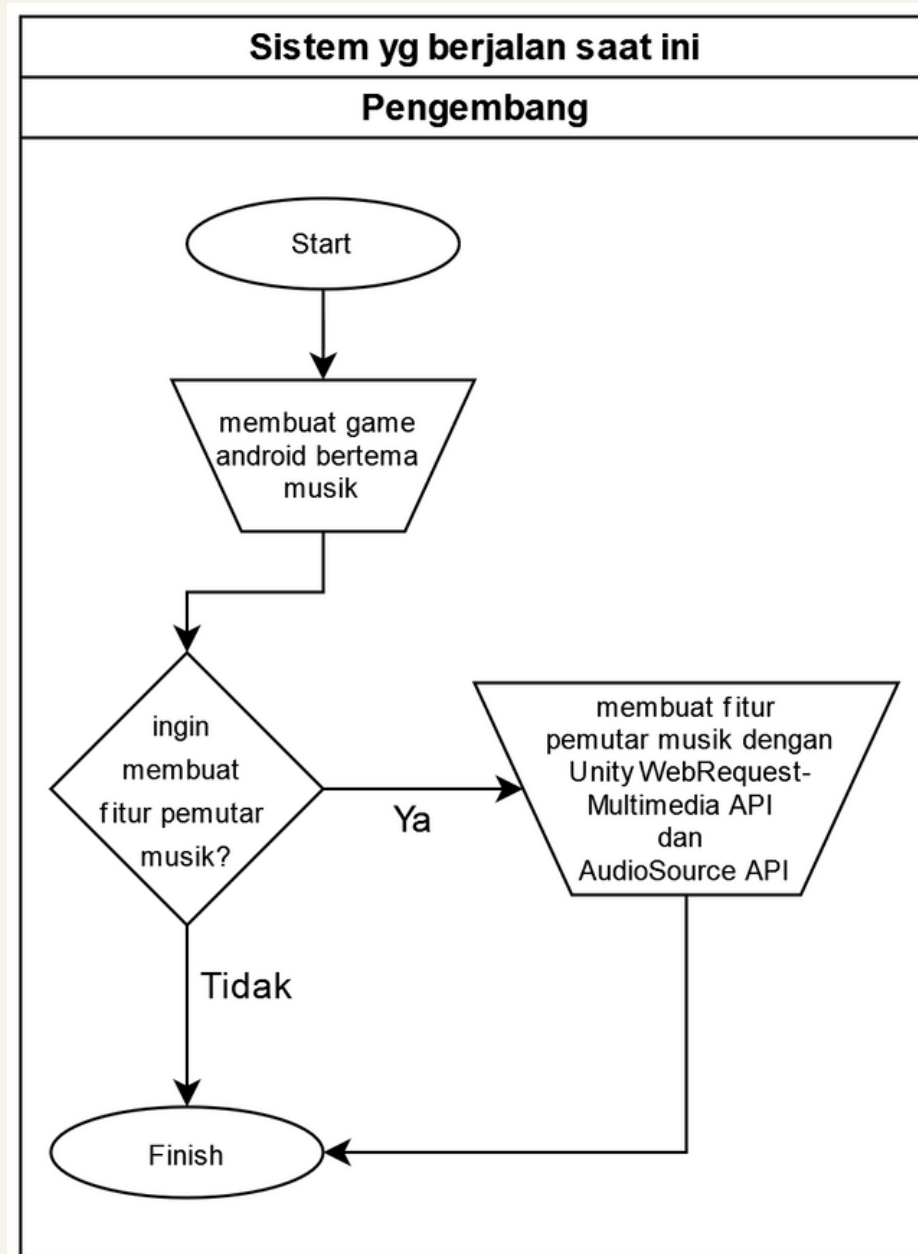 Sistem yg berjalan saat ini
Pengembang
Start
membuat game
android bertema
musik
ingin
membuat
fitur pemutar
musik?
Ya
membuat fitur
pemutar musik dengan
Unity WebRequest-
Multimedia API
dan
AudioSource API
Tidak
Finish